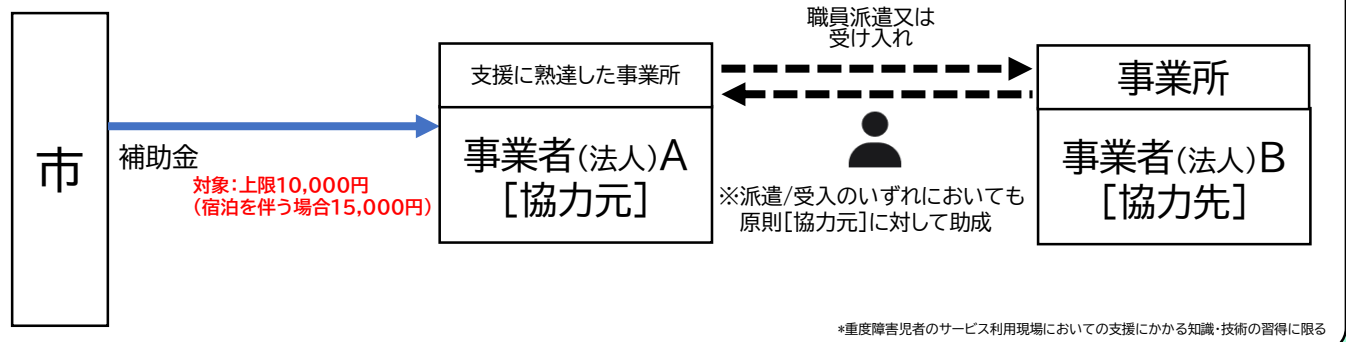 市
補助金
対象:上限10,000円
(宿泊を伴う場合15,000円)
支援に熟達した事業所
事業者(法人)A
[協力元]
職員派遣又は
受け入れ
※派遣/受入のいずれにおいても
原則[協力元]に対して助成
事業所
事業者(法人)B
[協力先]
*重度障害児者のサービス利用現場においての支援にかかる知識・技術の習得に限る